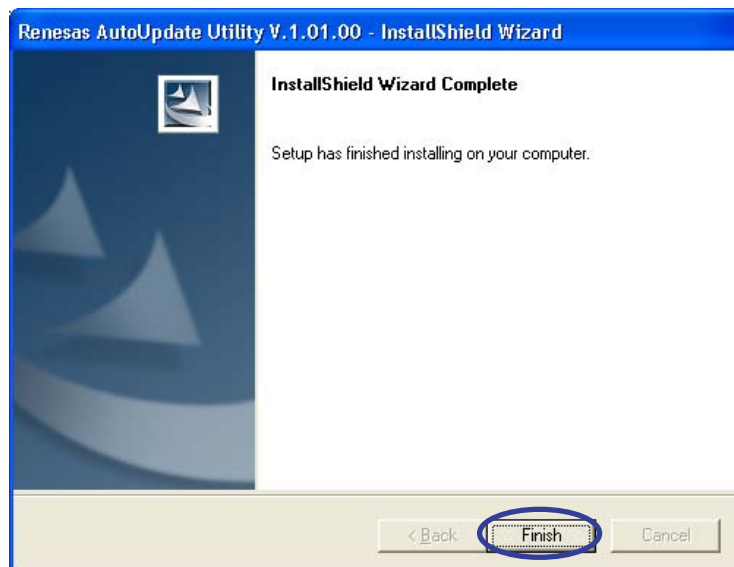 Renesas AutoUpdate Utility V.1.01.00 - InstallShield Wizard
InstallShield Wizard Complete
Setup has finished installing on your computer.
< Back Finish Cancel